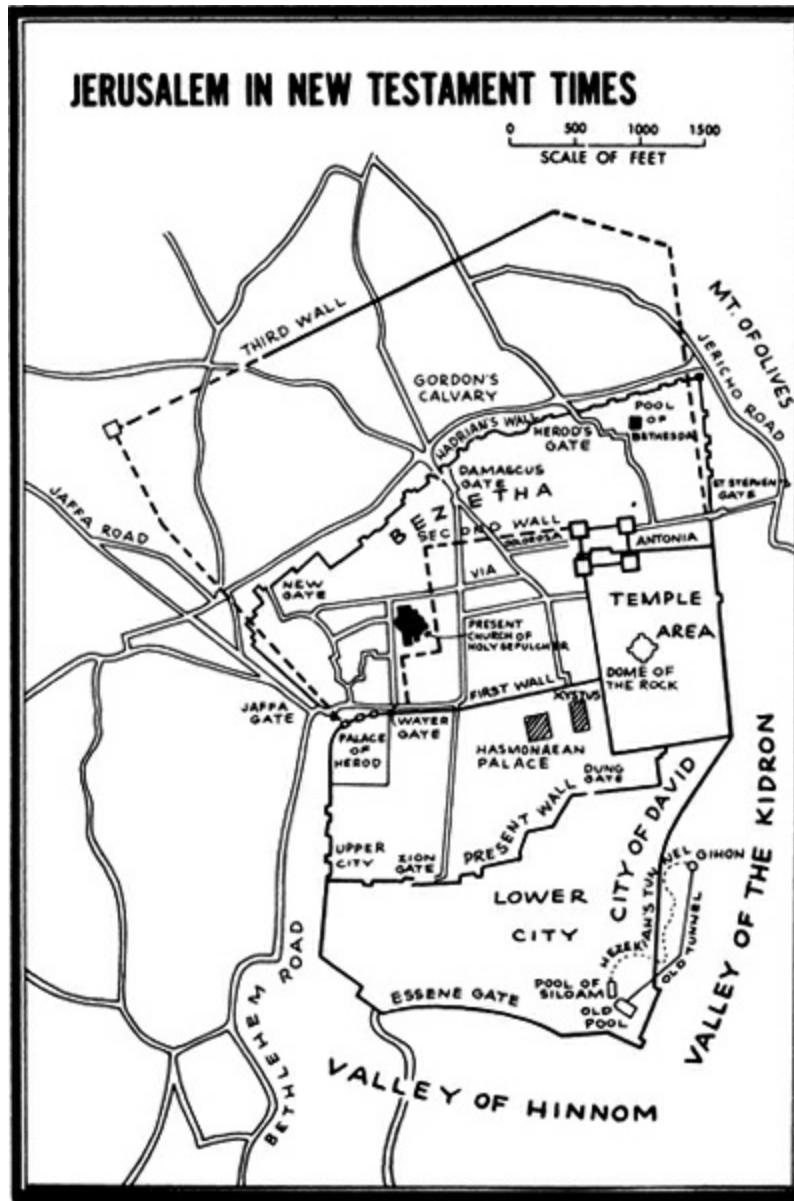 JERUSALEM IN NEW TESTAMENT TIMES
0 500 1000 1500
SCALE OF FEET
MT. OF OLIVES
JERICHO ROAD
THIRD WALL
GORDON'S
CALVARY
HADRIAN'S WALL
HEROD'S
GATE
POOL
OF
BETHESDA
DAMASCUS
GATE
ST STEPHEN'S
GATE
BEZETHA
SECOND WALL
DOLOROSA
ANTONIA
JAFFA ROAD
VIA
NEW
GATE
TEMPLE
AREA
PRESENT
CHURCH OF
HOLY SEPULCHER
DOME OF
THE ROCK
FIRST WALL
XYSTUS
JAFFA
GATE
PALACE
OF
HEROD
WATER
GATE
HASMONAEAN
PALACE
DUNG
GATE
PRESENT WALL
CITY OF DAVID
VALLEY OF THE KIDRON
UPPER
CITY
ZION
GATE
GIHON
HEZEKIAH'S TUNNEL
OLD TUNNEL
LOWER
CITY
POOL OF
SILOAM
OLD
POOL
ESSENE GATE
BETHLEHEM ROAD
VALLEY OF HINNOM